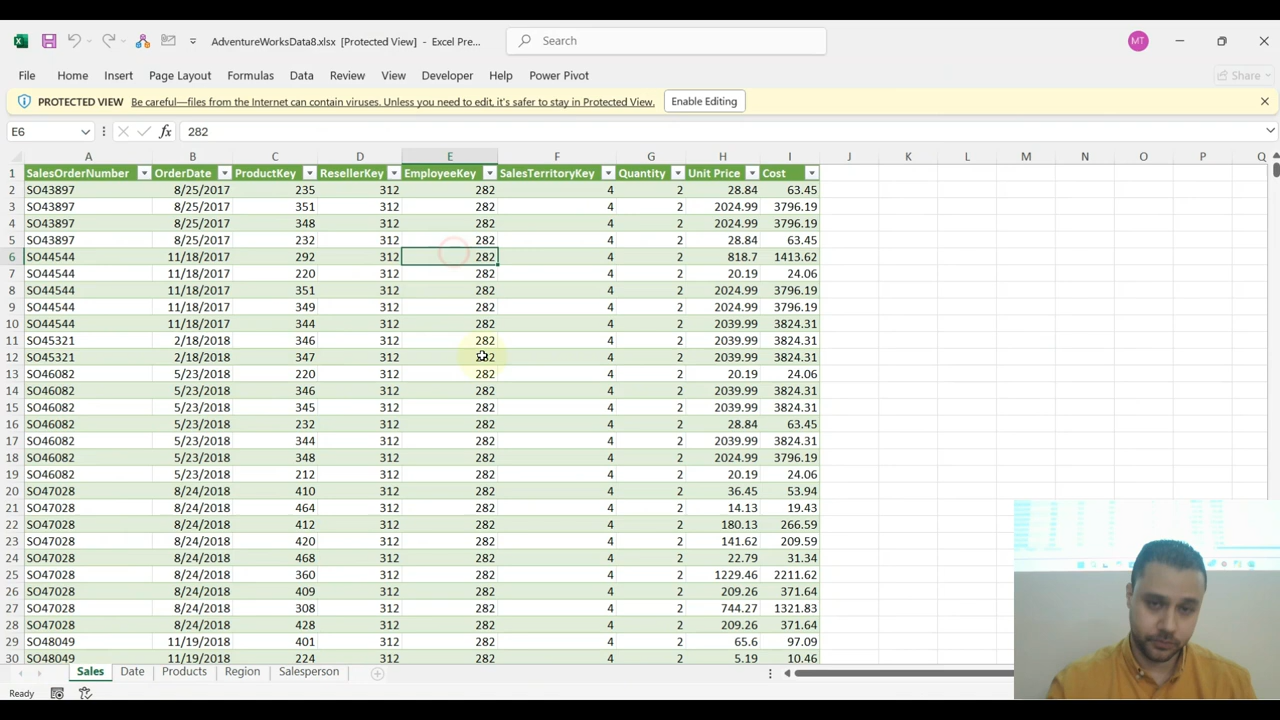 AdventureWorksData8.xlsx [Protected View] - Excel Pre...
Search
MT
File Home Insert Page Layout Formulas Data Review View Developer Help Power Pivot Share
PROTECTED VIEW Be careful—files from the Internet can contain viruses. Unless you need to edit, it's safer to stay in Protected View. Enable Editing
E6 fx 282
A B C D E F G H I J K L M N O P Q
1 SalesOrderNumber OrderDate ProductKey ResellerKey EmployeeKey SalesTerritoryKey Quantity Unit Price Cost
2 SO43897 8/25/2017 235 312 282 4 2 28.84 63.45
3 SO43897 8/25/2017 351 312 282 4 2 2024.99 3796.19
4 SO43897 8/25/2017 348 312 282 4 2 2024.99 3796.19
5 SO43897 8/25/2017 232 312 282 4 2 28.84 63.45
6 SO44544 11/18/2017 292 312 282 4 2 818.7 1413.62
7 SO44544 11/18/2017 220 312 282 4 2 20.19 24.06
8 SO44544 11/18/2017 351 312 282 4 2 2024.99 3796.19
9 SO44544 11/18/2017 349 312 282 4 2 2024.99 3796.19
10 SO44544 11/18/2017 344 312 282 4 2 2039.99 3824.31
11 SO45321 2/18/2018 346 312 282 4 2 2039.99 3824.31
12 SO45321 2/18/2018 347 312 282 4 2 2039.99 3824.31
13 SO46082 5/23/2018 220 312 282 4 2 20.19 24.06
14 SO46082 5/23/2018 346 312 282 4 2 2039.99 3824.31
15 SO46082 5/23/2018 345 312 282 4 2 2039.99 3824.31
16 SO46082 5/23/2018 232 312 282 4 2 28.84 63.45
17 SO46082 5/23/2018 344 312 282 4 2 2039.99 3824.31
18 SO46082 5/23/2018 348 312 282 4 2 2024.99 3796.19
19 SO46082 5/23/2018 212 312 282 4 2 20.19 24.06
20 SO47028 8/24/2018 410 312 282 4 2 36.45 53.94
21 SO47028 8/24/2018 464 312 282 4 2 14.13 19.43
22 SO47028 8/24/2018 412 312 282 4 2 180.13 266.59
23 SO47028 8/24/2018 420 312 282 4 2 141.62 209.59
24 SO47028 8/24/2018 468 312 282 4 2 22.79 31.34
25 SO47028 8/24/2018 360 312 282 4 2 1229.46 2211.62
26 SO47028 8/24/2018 409 312 282 4 2 209.26 371.64
27 SO47028 8/24/2018 308 312 282 4 2 744.27 1321.83
28 SO47028 8/24/2018 428 312 282 4 2 209.26 371.64
29 SO48049 11/19/2018 401 312 282 4 2 65.6 97.09
30 SO48049 11/19/2018 224 312 282 4 2 5.19 10.46
Sales Date Products Region Salesperson
Ready